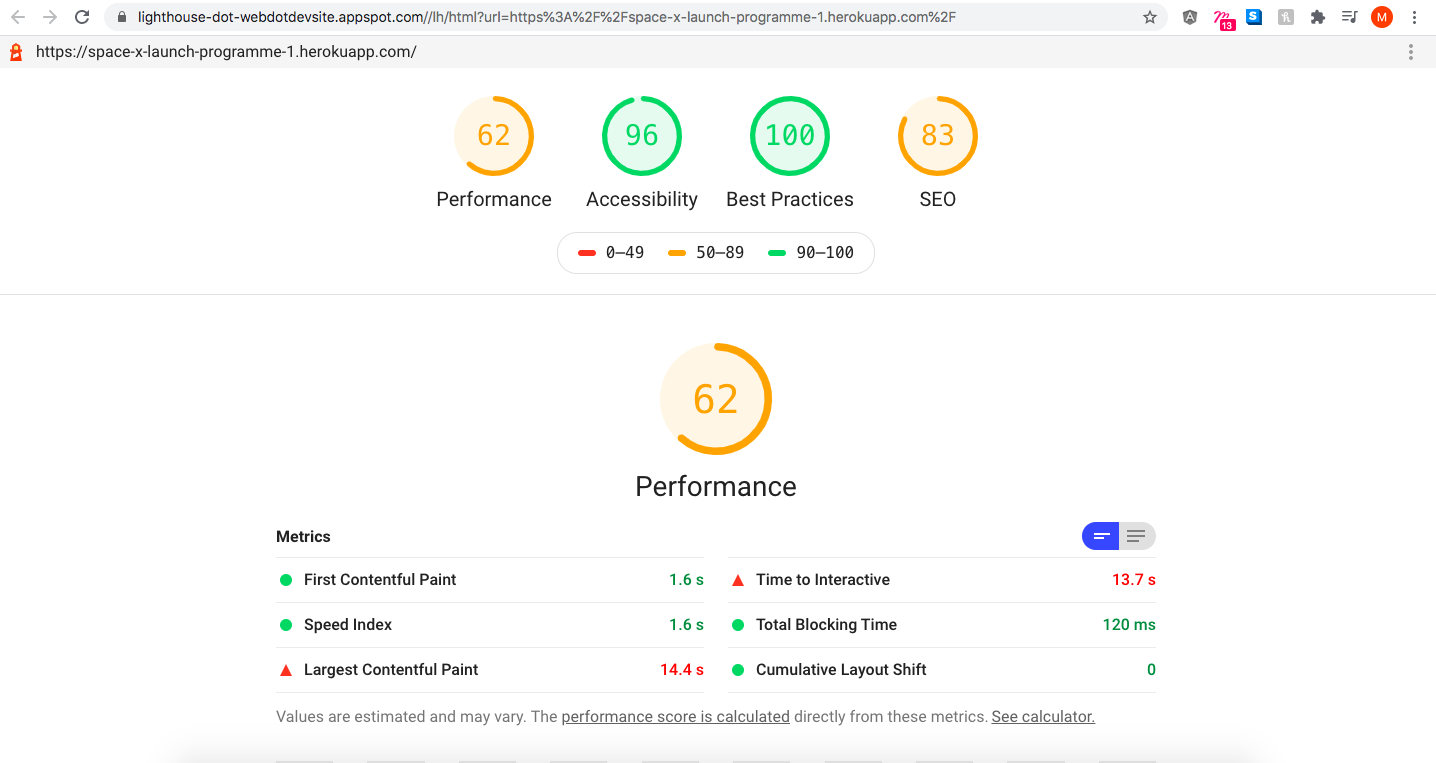 lighthouse-dot-webdotdevsite.appspot.com//lh/html?url=https%3A%2F%2Fspace-x-launch-programme-1.herokuapp.com%2F
13
S
M
https://space-x-launch-programme-1.herokuapp.com/
62 96 100 83
Performance Accessibility Best Practices SEO
0–49 50–89 90–100
62
Performance
Metrics
First Contentful Paint 1.6 s Time to Interactive 13.7 s
Speed Index 1.6 s Total Blocking Time 120 ms
Largest Contentful Paint 14.4 s Cumulative Layout Shift 0
Values are estimated and may vary. The performance score is calculated directly from these metrics. See calculator.